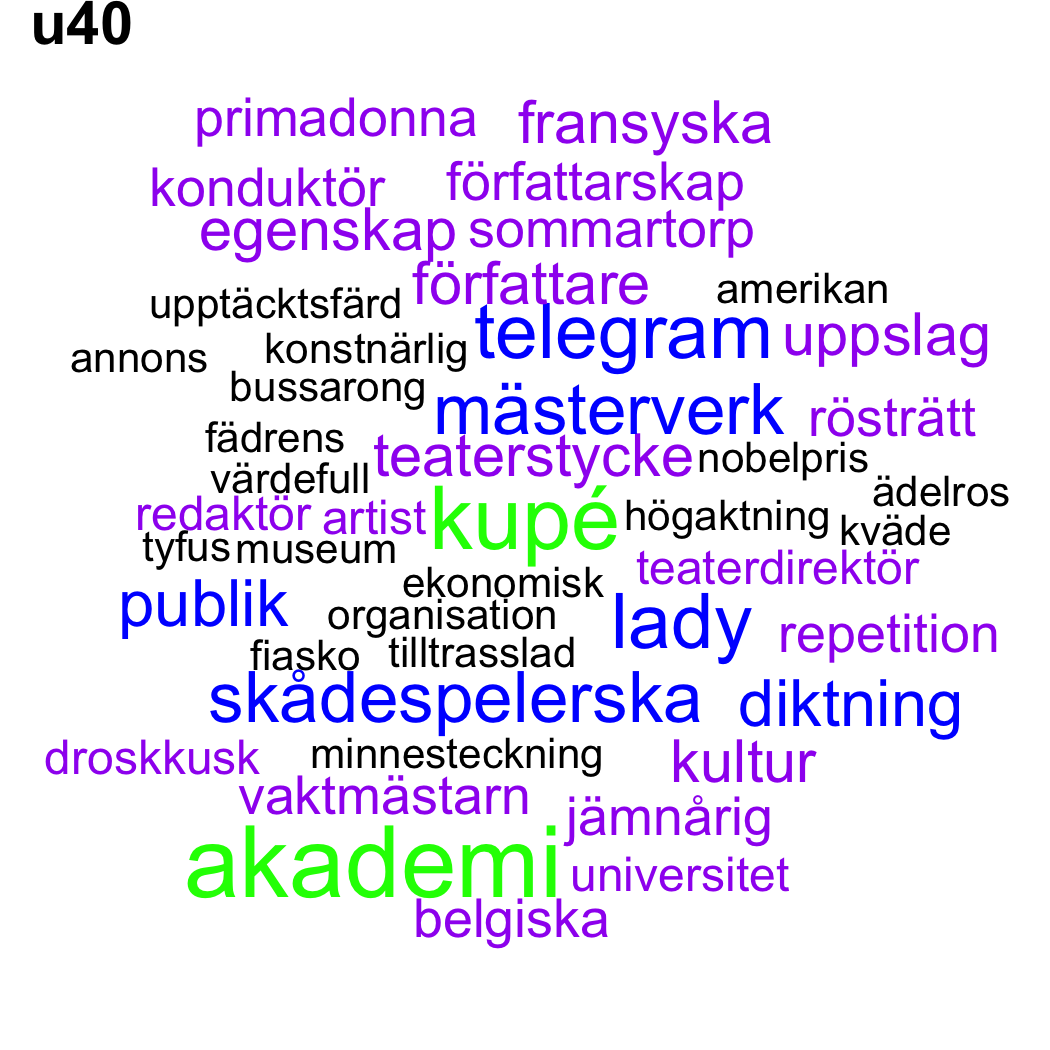 u40
primadonna fransyska
konduktör författarskap
egenskap sommartorp
författare amerikan
upptäcktsfärd telegram uppslag
annons konstnärlig
bussarong mästerverk rösträtt
fädrens teaterstycke nobelpris
värdefull ädelros
redaktör artist kupé högaktning kväde
tyfus museum teaterdirektör
ekonomisk
publik organisation lady repetition
fiasko tilltrasslad
skådespelerska diktning
droskkusk minnesteckning kultur
vaktmästarn jämnårig
akademi universitet
belgiska